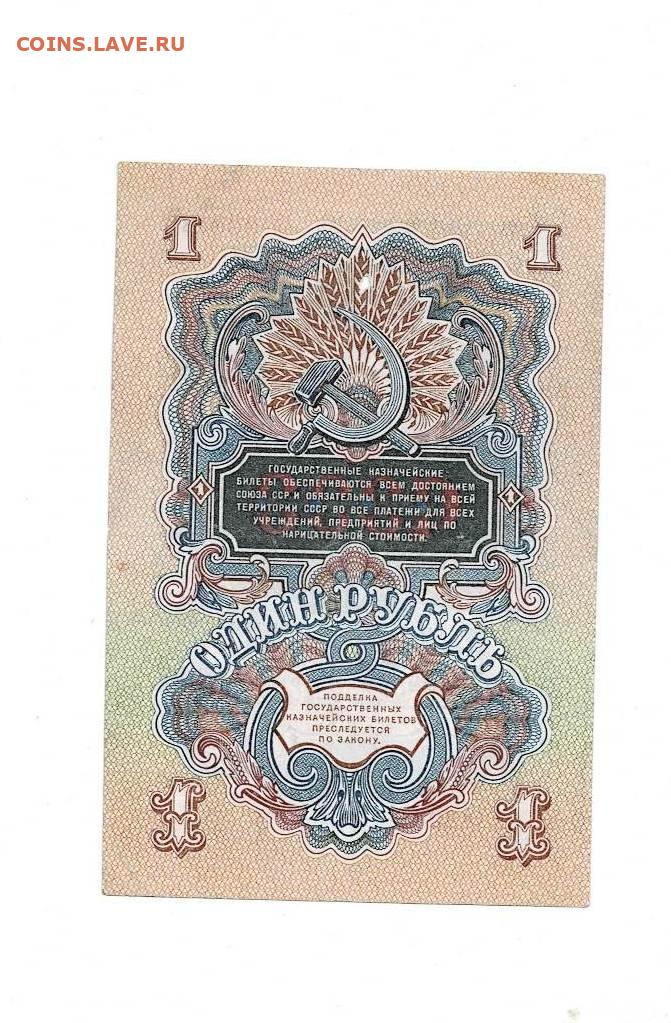 COINS.LAVE.RU
1 1
ГОСУДАРСТВЕННЫЕ КАЗНАЧЕЙСКИЕ
БИЛЕТЫ ОБЕСПЕЧИВАЮТСЯ ВСЕМ ДОСТОЯНИЕМ
СОЮЗА ССР И ОБЯЗАТЕЛЬНЫ К ПРИЕМУ НА ВСЕЙ
ТЕРРИТОРИИ СССР ВО ВСЕ ПЛАТЕЖИ ДЛЯ ВСЕХ
УЧРЕЖДЕНИЙ, ПРЕДПРИЯТИЙ И ЛИЦ ПО
НАРИЦАТЕЛЬНОЙ СТОИМОСТИ.
1 1
ОДИН РУБЛЬ
ПОДДЕЛКА
ГОСУДАРСТВЕННЫХ
КАЗНАЧЕЙСКИХ БИЛЕТОВ
ПРЕСЛЕДУЕТСЯ
ПО ЗАКОНУ.
1 1